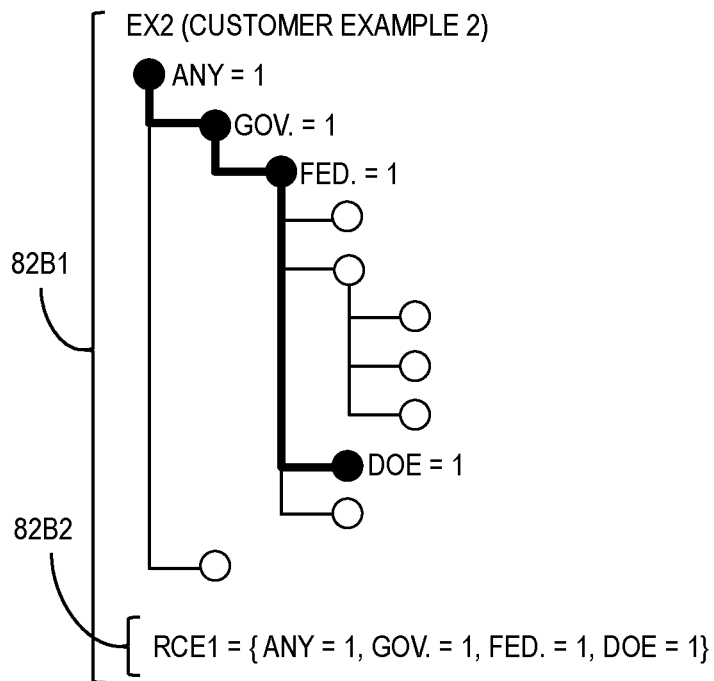 EX2 (CUSTOMER EXAMPLE 2)
ANY = 1
GOV. = 1
FED. = 1
82B1
DOE = 1
82B2
RCE1 = { ANY = 1, GOV. = 1, FED. = 1, DOE = 1}